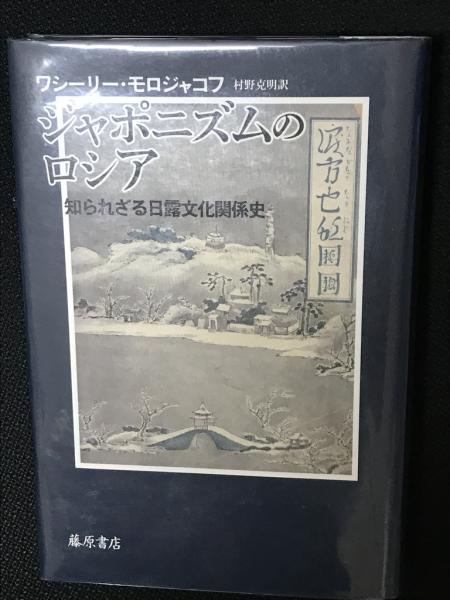 ワシーリー・モロジャコフ 村野克明訳
ジャポニズムの
ロシア
知られざる日露文化関係史
藤原書店